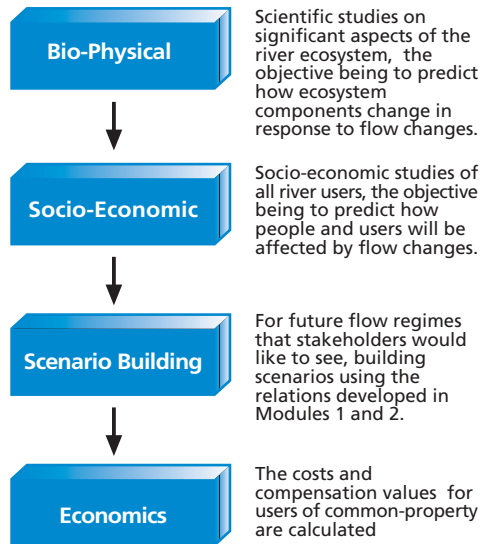 Bio-Physical
Scientific studies on
significant aspects of the
river ecosystem, the
objective being to predict
how ecosystem
components change in
response to flow changes.
Socio-Economic
Socio-economic studies of
all river users, the objective
being to predict how
people and users will be
affected by flow changes.
Scenario Building
For future flow regimes
that stakeholders would
like to see, building
scenarios using the
relations developed in
Modules 1 and 2.
Economics
The costs and
compensation values for
users of common-property
are calculated